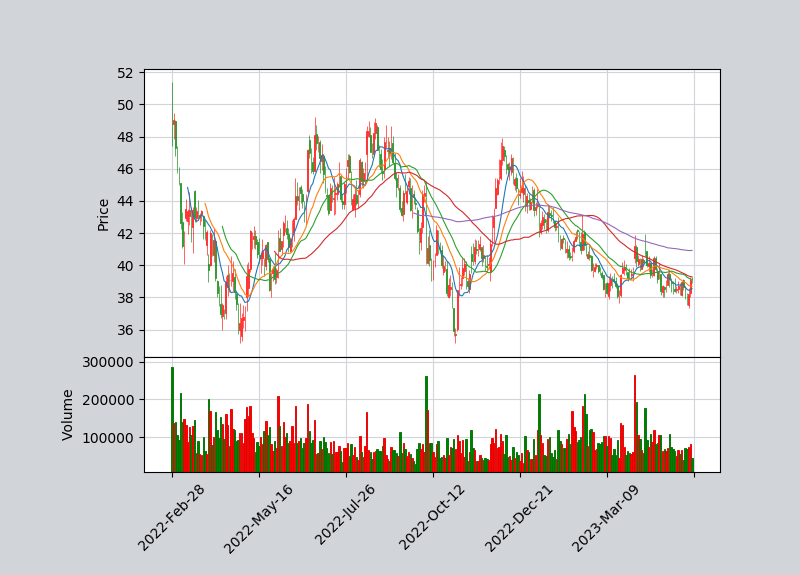 52
50
48
46
44
42
40
38
36
Price
300000
200000
100000
Volume
2022-Feb-28
2022-May-16
2022-Jul-26
2022-Oct-12
2022-Dec-21
2023-Mar-09